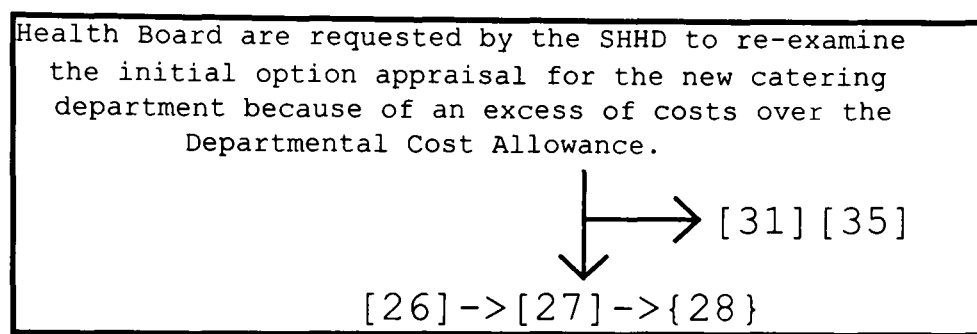 Health Board are requested by the SHHD to re-examine
the initial option appraisal for the new catering
department because of an excess of costs over the
Departmental Cost Allowance.
[31][35]
[26]->[27]->{28}